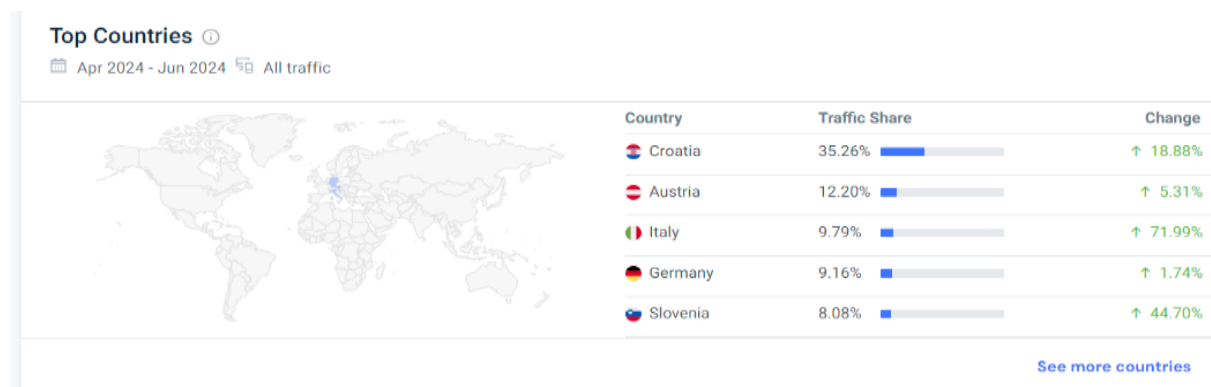 Top Countries
Apr 2024 - Jun 2024 All traffic
Country Traffic Share Change
Croatia 35.26% ↑ 18.88%
Austria 12.20% ↑ 5.31%
Italy 9.79% ↑ 71.99%
Germany 9.16% ↑ 1.74%
Slovenia 8.08% ↑ 44.70%
See more countries